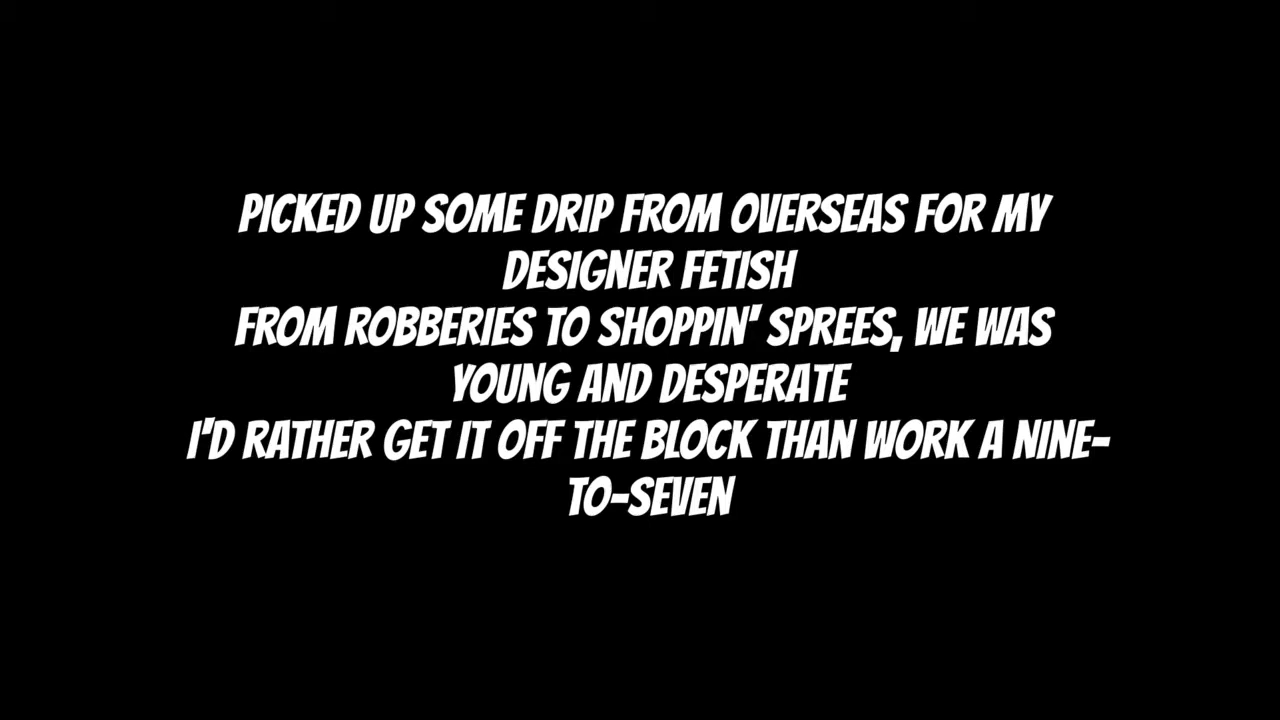 PICKED UP SOME DRIP FROM OVERSEAS FOR MY
DESIGNER FETISH
FROM ROBBERIES TO SHOPPIN' SPREES, WE WAS
YOUNG AND DESPERATE
I'D RATHER GET IT OFF THE BLOCK THAN WORK A NINE-
TO-SEVEN